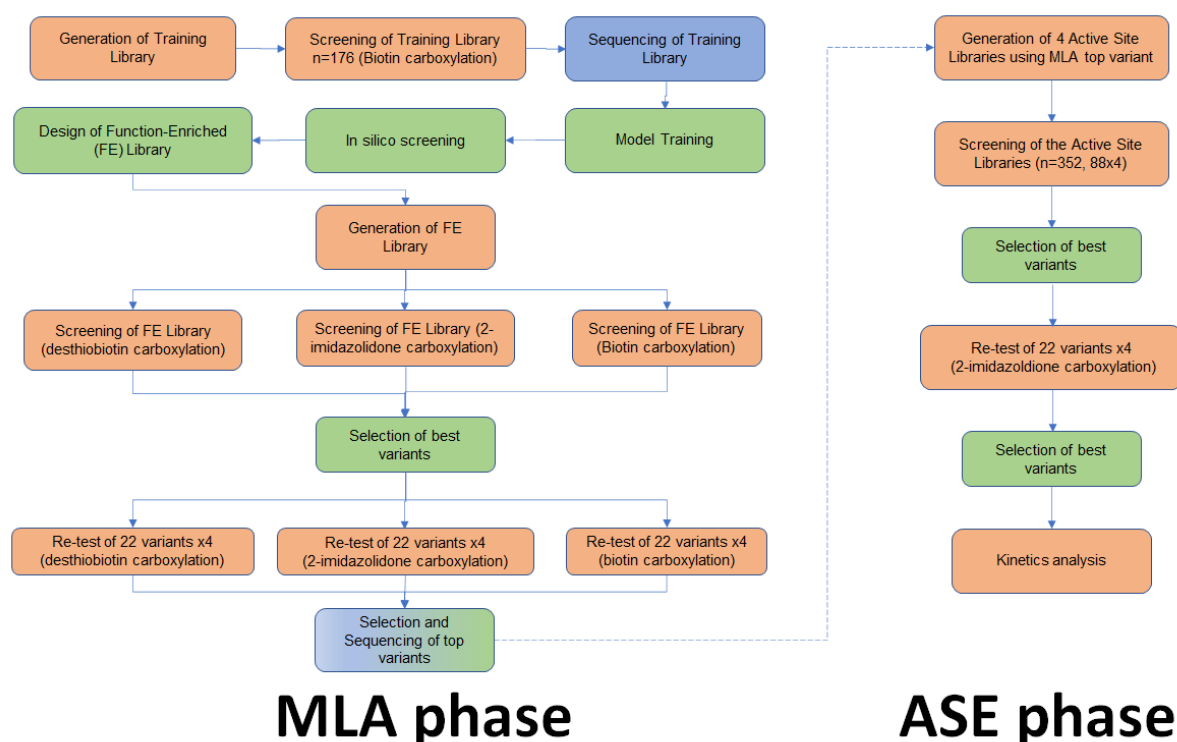 Generation of Training
Library
Screening of Training Library
n=176 (Biotin carboxylation)
Sequencing of Training
Library
Design of Function-Enriched
(FE) Library
In silico screening
Model Training
Generation of FE
Library
Screening of FE Library
(desthiobiotin carboxylation)
Screening of FE Library (2-
imidazolidone carboxylation)
Screening of FE Library
(Biotin carboxylation)
Selection of best
variants
Re-test of 22 variants x4
(desthiobiotin carboxylation)
Re-test of 22 variants x4
(2-imidazolidone carboxylation)
Re-test of 22 variants x4
(biotin carboxylation)
Selection and
Sequencing of top
variants
MLA phase
Generation of 4 Active Site
Libraries using MLA top variant
Screening of the Active Site
Libraries (n=352, 88x4)
Selection of best
variants
Re-test of 22 variants x4
(2-imidazoldione carboxylation)
Selection of best
variants
Kinetics analysis
ASE phase